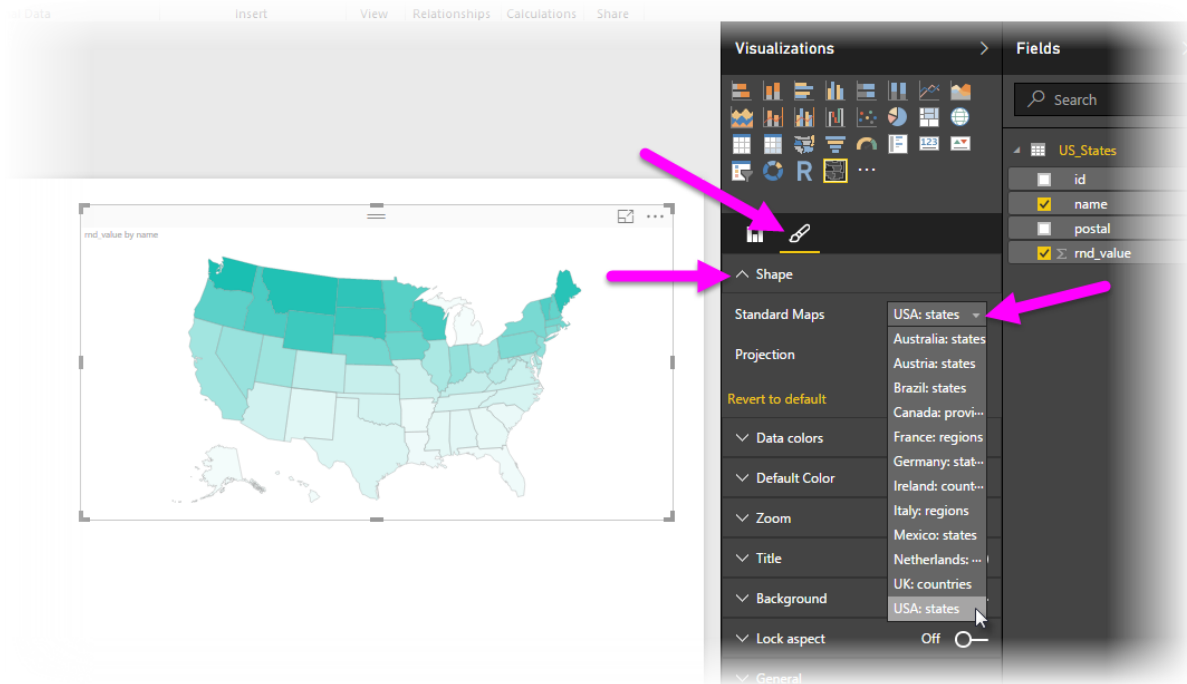 Data Insert View Relationships Calculations Share
Visualizations
Fields
Search
123
R
US_States
id
name
postal
Σ rnd_value
rnd_value by name
Shape
Standard Maps
USA: states
Australia: states
Austria: states
Brazil: states
Canada: provi...
France: regions
Germany: stat...
Ireland: count...
Italy: regions
Mexico: states
Netherlands: ...
UK: countries
USA: states
Projection
Revert to default
Data colors
Default Color
Zoom
Title
Background
Lock aspect Off
General